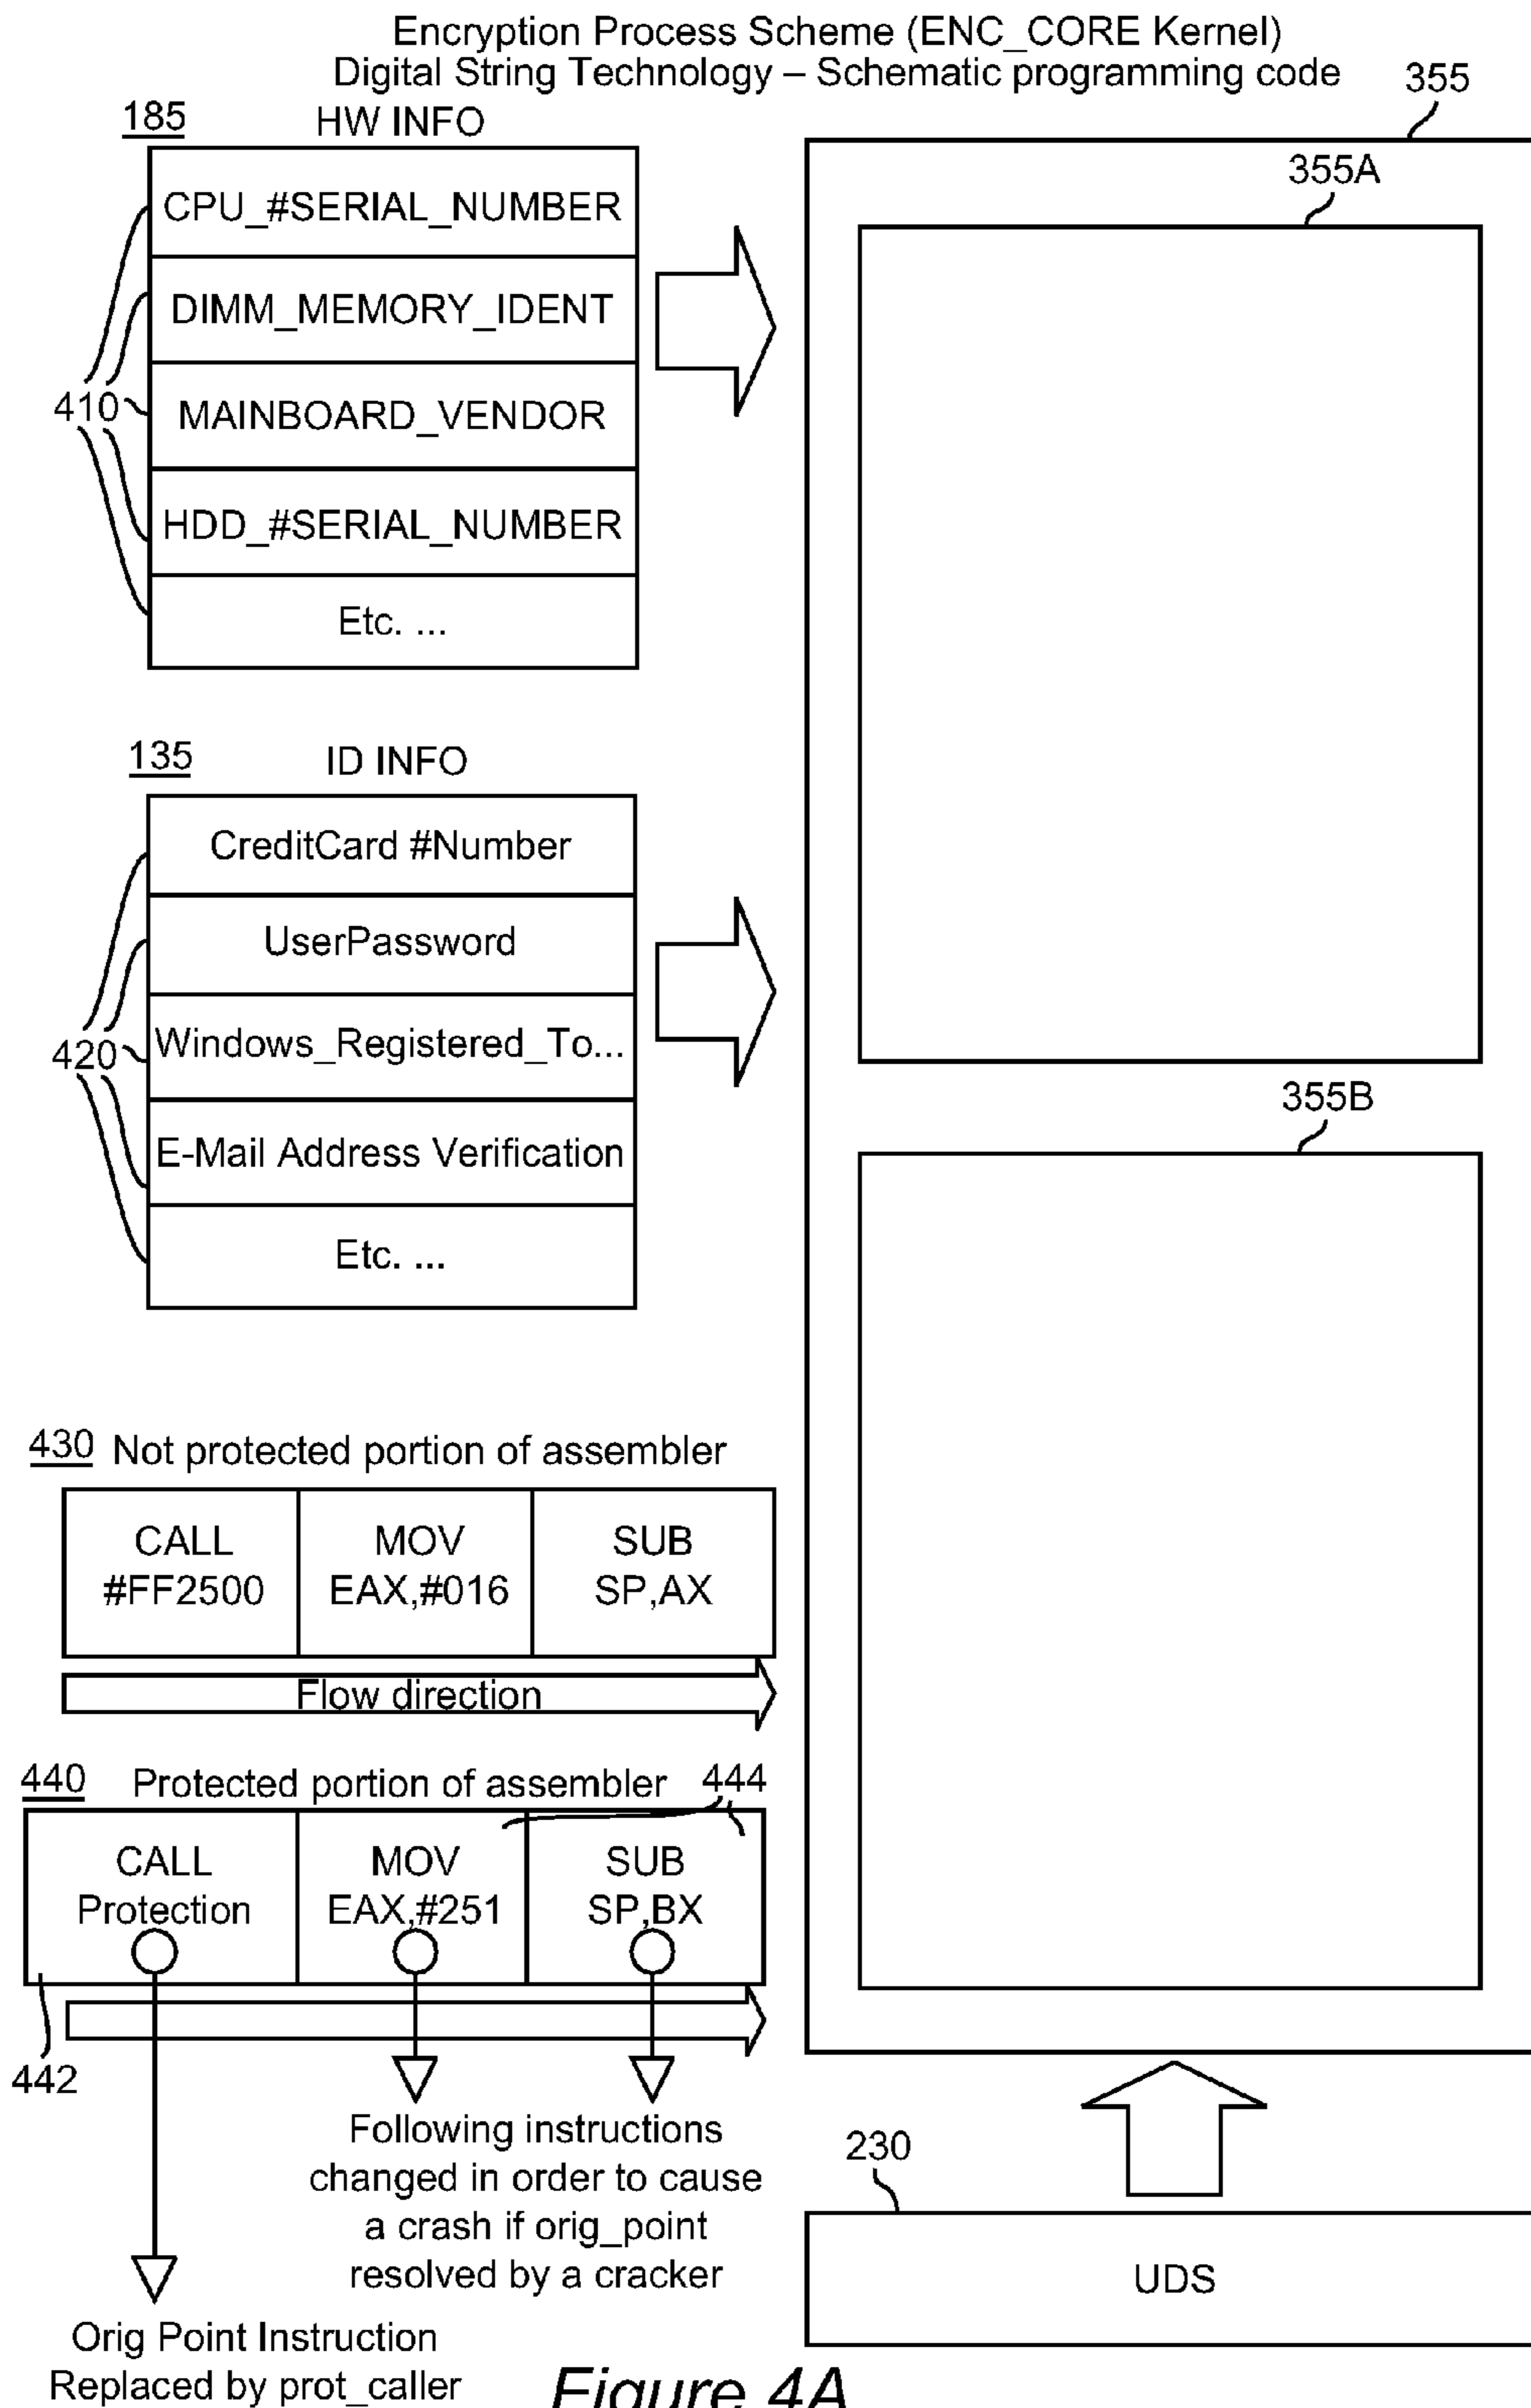 Encryption Process Scheme (ENC_CORE Kernel)
Digital String Technology – Schematic programming code
355
185
HW INFO
355A
CPU_#SERIAL_NUMBER
DIMM_MEMORY_IDENT
410
MAINBOARD_VENDOR
HDD_#SERIAL_NUMBER
Etc. ...
135
ID INFO
CreditCard #Number
UserPassword
420
Windows_Registered_To...
355B
E-Mail Address Verification
Etc. ...
430 Not protected portion of assembler
CALL
#FF2500
MOV
EAX,#016
SUB
SP,AX
Flow direction
440 Protected portion of assembler 444
CALL
Protection
MOV
EAX,#251
SUB
SP,BX
442
Following instructions
changed in order to cause
a crash if orig_point
resolved by a cracker
230
UDS
Orig Point Instruction
Replaced by prot_caller
Figure 4A